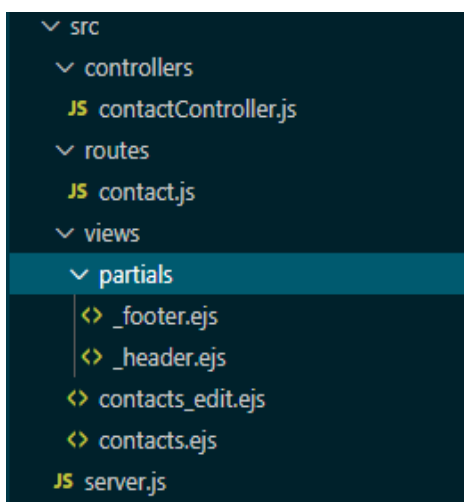 src
controllers
JS contactController.js
routes
JS contact.js
views
partials
<> _footer.ejs
<> _header.ejs
<> contacts_edit.ejs
<> contacts.ejs
JS server.js